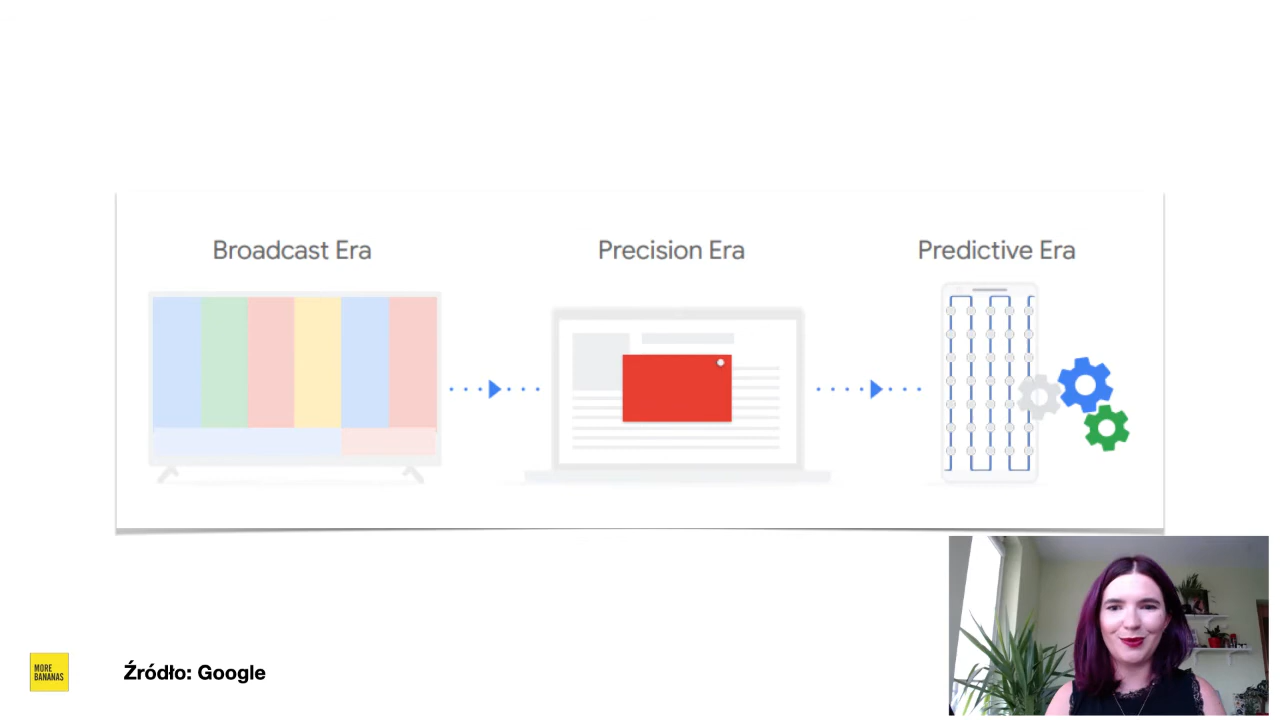 Broadcast Era
Precision Era
Predictive Era
MORE
BANANAS
Źródło: Google